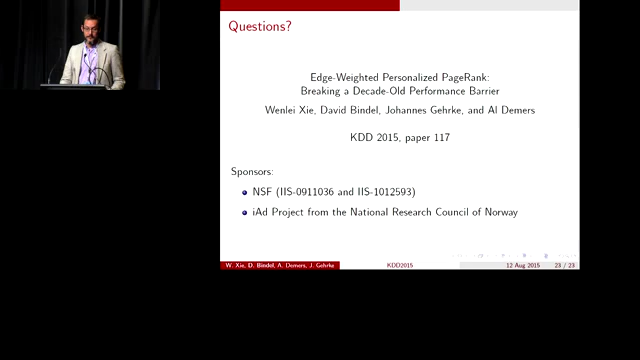 Questions?
Edge-Weighted Personalized PageRank:
Breaking a Decade-Old Performance Barrier
Wenlei Xie, David Bindel, Johannes Gehrke, and Al Demers
KDD 2015, paper 117
Sponsors:
NSF (IIS-0911036 and IIS-1012593)
iAd Project from the National Research Council of Norway
W. Xie, D. Bindel, A. Demers, J. Gehrke
KDD2015
12 Aug 2015
23 / 23